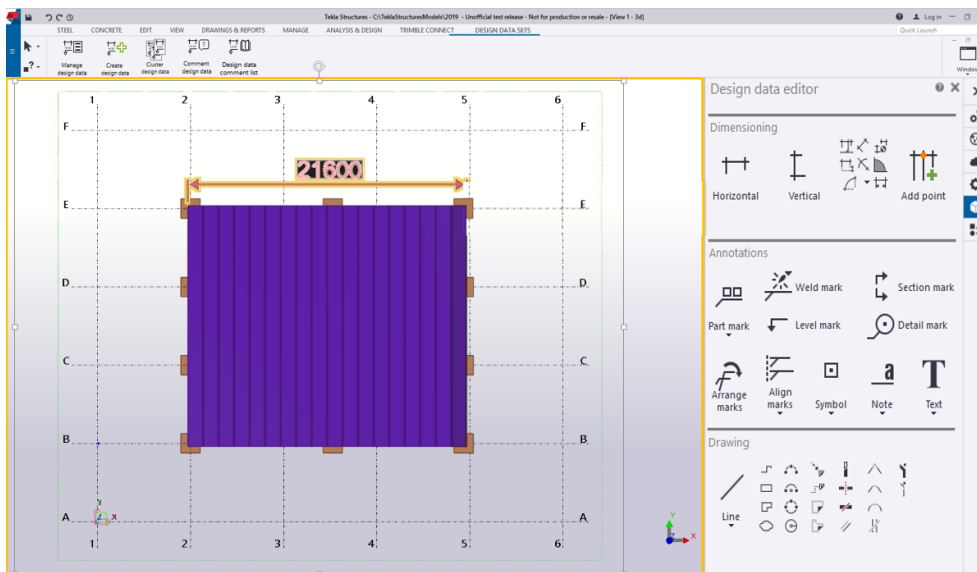 Tekla Structures - C:\TeklaStructuresModels\2019 - Unofficial test release - Not for production or resale - [View 1 - 3d]
Log in
STEEL CONCRETE EDIT VIEW DRAWINGS & REPORTS MANAGE ANALYSIS & DESIGN TRIMBLE CONNECT DESIGN DATA SETS
Quick Launch
Manage design data
Create design data
Cluster design data
Comment design data
Design data comment list
Window
Design data editor
Dimensioning
Horizontal
Vertical
Add point
Annotations
Weld mark
Section mark
Part mark
Level mark
Detail mark
Arrange marks
Align marks
Symbol
Note
Text
Drawing
Line
1 2 3 4 5 6
F F
21600
E E
D D
C C
B B
A A
Y
Z X
1 2 3 4 5 6
Y
X